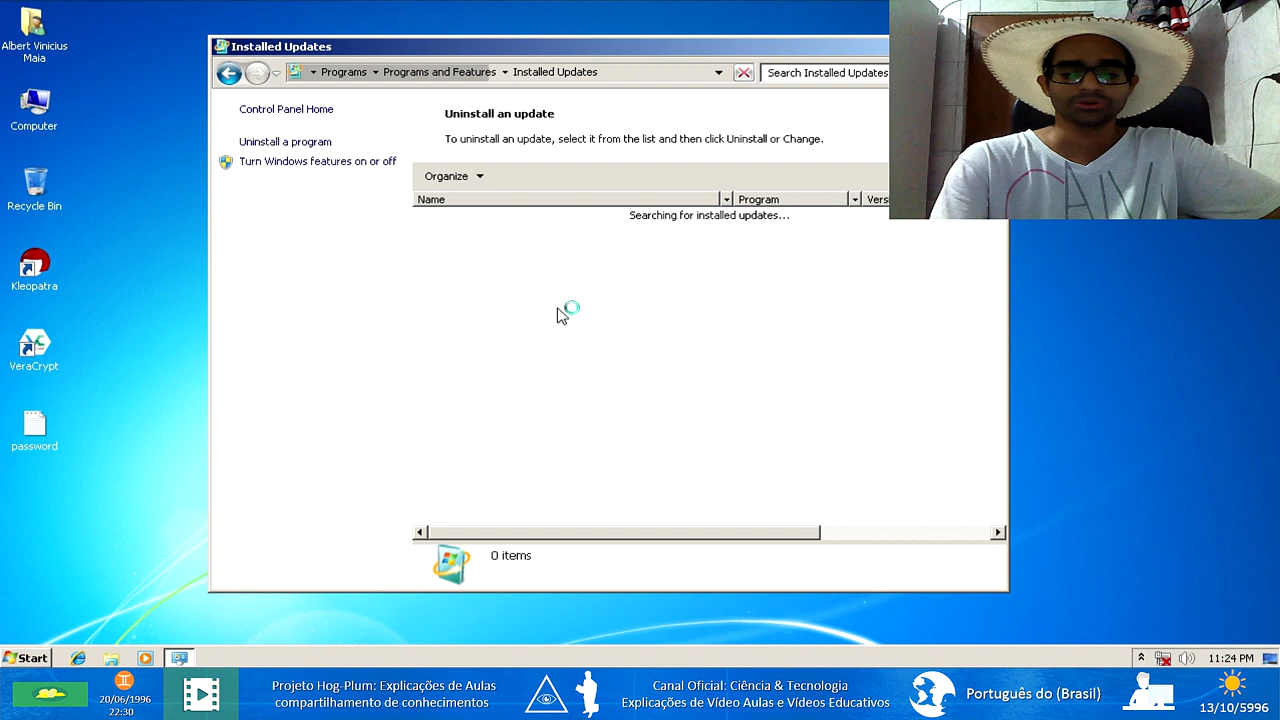 Albert Vinicius
Maia
Computer
Recycle Bin
Kleopatra
VeraCrypt
password
Installed Updates
Programs
Programs and Features
Installed Updates
Search Installed Updates
Control Panel Home
Uninstall a program
Turn Windows features on or off
Uninstall an update
To uninstall an update, select it from the list and then click Uninstall or Change.
Organize
Name Program Vers
Searching for installed updates...
0 items
Start
11:24 PM
20/06/1996
22:30
Projeto Hog-Plum: Explicações de Aulas
compartilhamento de conhecimentos
Canal Oficial: Ciência & Tecnologia
Explicações de Vídeo Aulas e Vídeos Educativos
Português do (Brasil)
13/10/5996